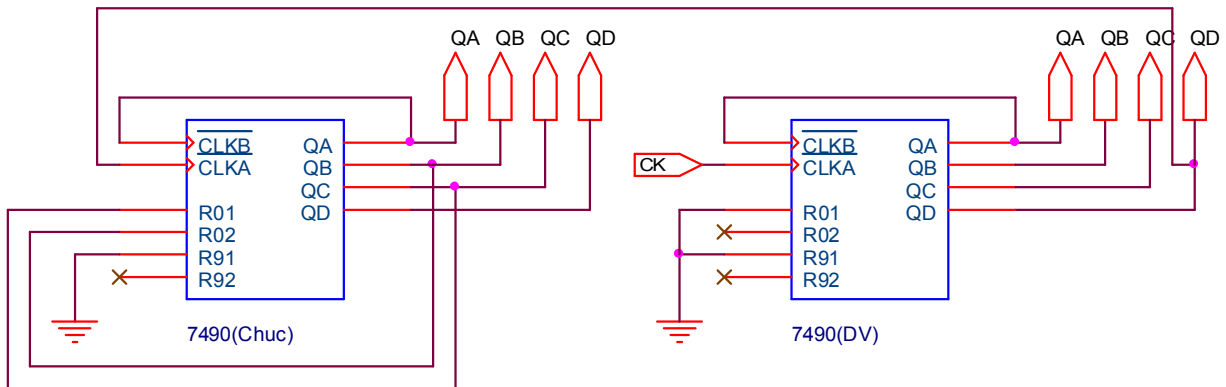 QA QB QC QD
QA QB QC QD
CLKB QA
CLKA QB
QC
R01 QD
R02
R91
R92
7490(Chuc)
CK
CLKB QA
CLKA QB
QC
R01 QD
R02
R91
R92
7490(DV)